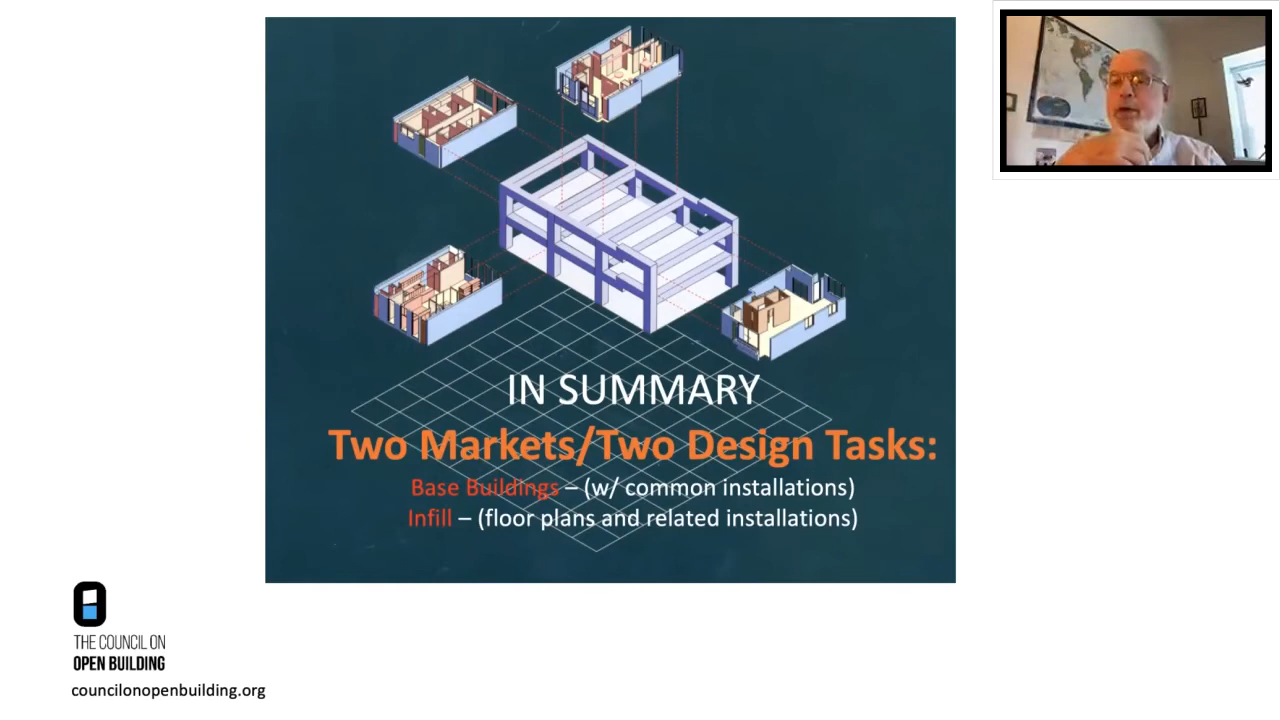 IN SUMMARY
Two Markets/Two Design Tasks:
Base Buildings – (w/ common installations)
Infill – (floor plans and related installations)
THE COUNCIL ON
OPEN BUILDING
councilonopenbuilding.org